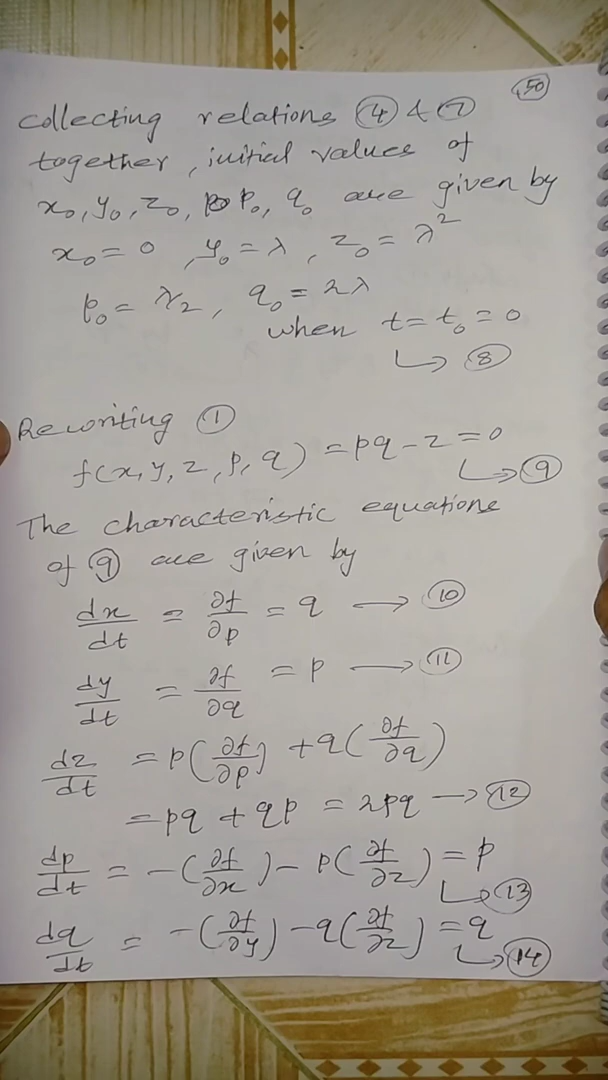 50
collecting relations ④ & ⑦
together, initial values of
x₀, y₀, z₀, p₀, q₀ are given by
x₀ = 0, y₀ = λ, z₀ = λ²
p₀ = λ/2, q₀ = 2λ
when t = t₀ = 0
↳ ⑧
Rewriting ①
f(x, y, z, p, q) = pq - z = 0
↳ ⑨
The characteristic equations
of ⑨ are given by
dx/dt = ∂f/∂p = q → ⑩
dy/dt = ∂f/∂q = p → ⑪
dz/dt = p(∂f/∂p) + q(∂f/∂q)
= pq + qp = 2pq → ⑫
dp/dt = -(∂f/∂x) - p(∂f/∂z) = p
↳ ⑬
dq/dt = -(∂f/∂y) - q(∂f/∂z) = q
↳ ⑭